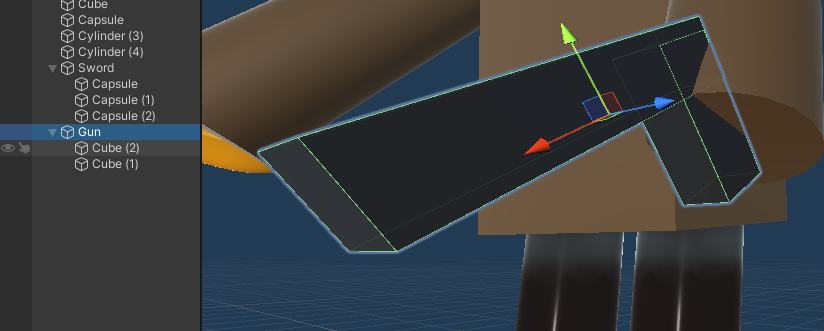 Cube
Capsule
Cylinder (3)
Cylinder (4)
Sword
Capsule
Capsule (1)
Capsule (2)
Gun
Cube (2)
Cube (1)